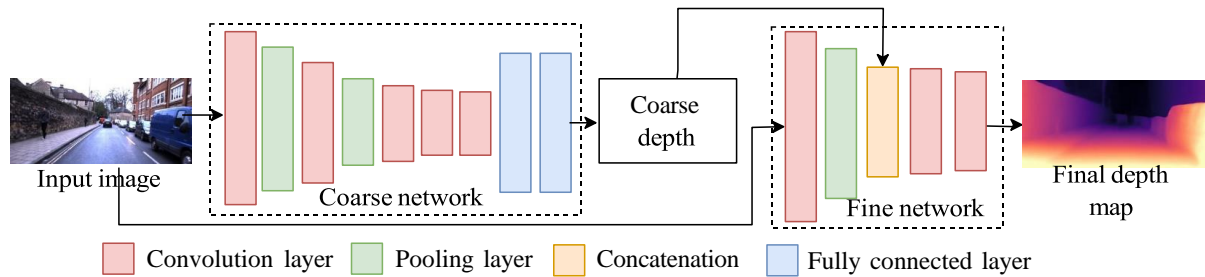 Input image
Coarse network
Coarse
depth
Fine network
Final depth
map
Convolution layer
Pooling layer
Concatenation
Fully connected layer